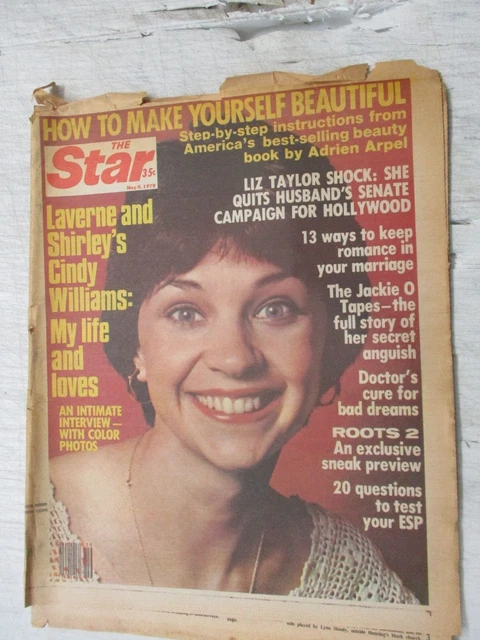 HOW TO MAKE YOURSELF BEAUTIFUL
Step-by-step instructions from
America's best-selling beauty
book by Adrien Arpel
THE
Star
35¢
LIZ TAYLOR SHOCK: SHE
QUITS HUSBAND'S SENATE
CAMPAIGN FOR HOLLYWOOD
Laverne and
Shirley's
Cindy
Williams:
My life
and
loves
AN INTIMATE
INTERVIEW—
WITH COLOR
PHOTOS
13 ways to keep
romance in
your marriage
The Jackie O
Tapes—the
full story of
her secret
anguish
Doctor's
cure for
bad dreams
ROOTS 2
An exclusive
sneak preview
20 questions
to test
your ESP